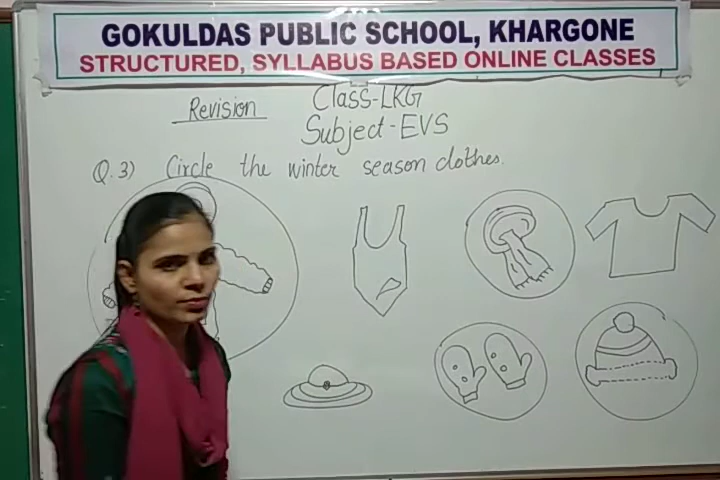 GOKULDAS PUBLIC SCHOOL, KHARGONE
STRUCTURED, SYLLABUS BASED ONLINE CLASSES
Revision Class-LKG
Subject-EVS
Q.3) Circle the winter season clothes.